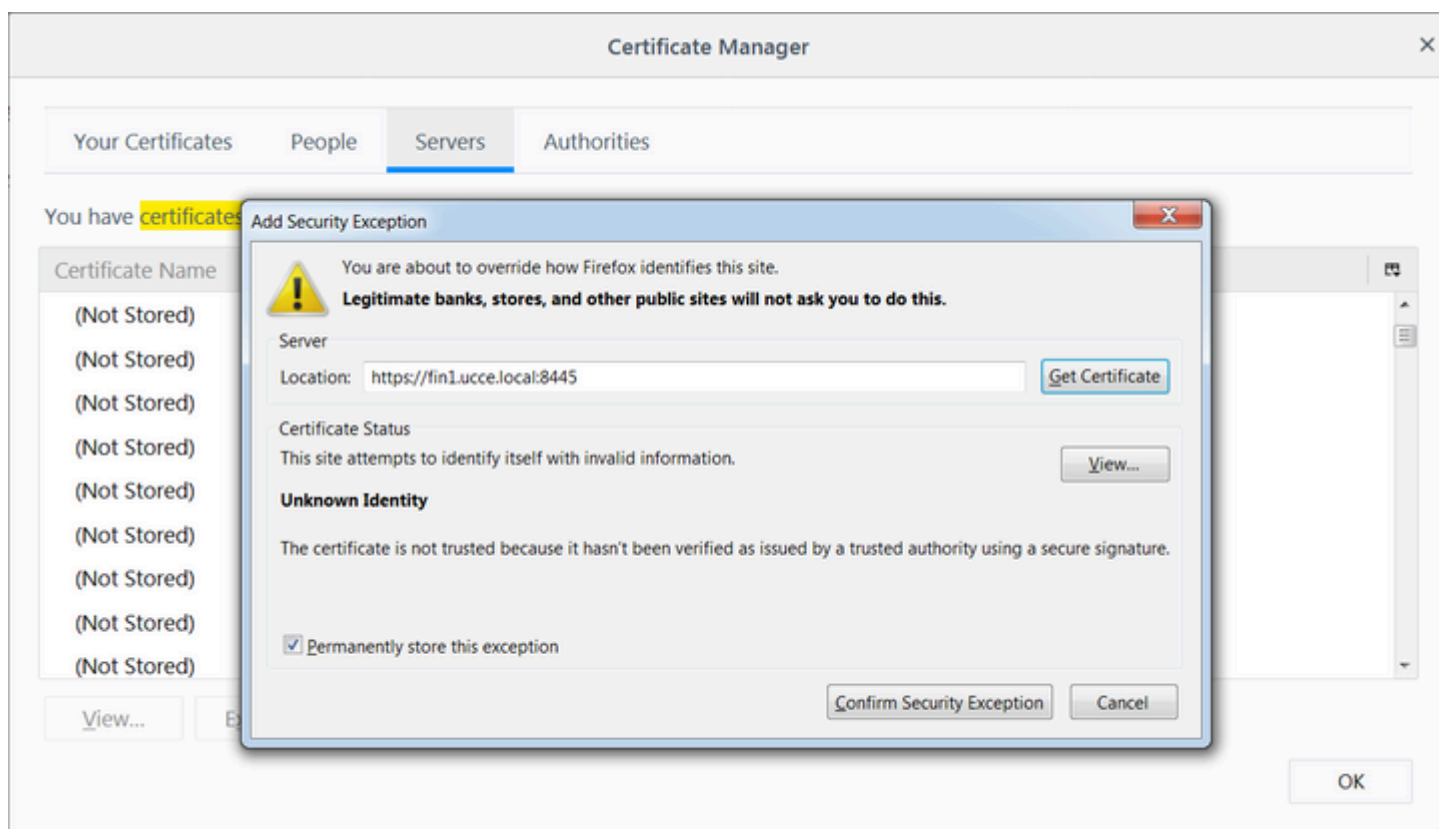 Certificate Manager
Your Certificates People Servers Authorities
You have certificates
Add Security Exception
You are about to override how Firefox identifies this site.
Legitimate banks, stores, and other public sites will not ask you to do this.
Certificate Name
Server
Location: https://fin1.ucce.local:8445 Get Certificate
Certificate Status
This site attempts to identify itself with invalid information.
View...
Unknown Identity
The certificate is not trusted because it hasn't been verified as issued by a trusted authority using a secure signature.
Permanently store this exception
Confirm Security Exception Cancel
(Not Stored)
(Not Stored)
(Not Stored)
(Not Stored)
(Not Stored)
(Not Stored)
(Not Stored)
(Not Stored)
(Not Stored)
View...
OK